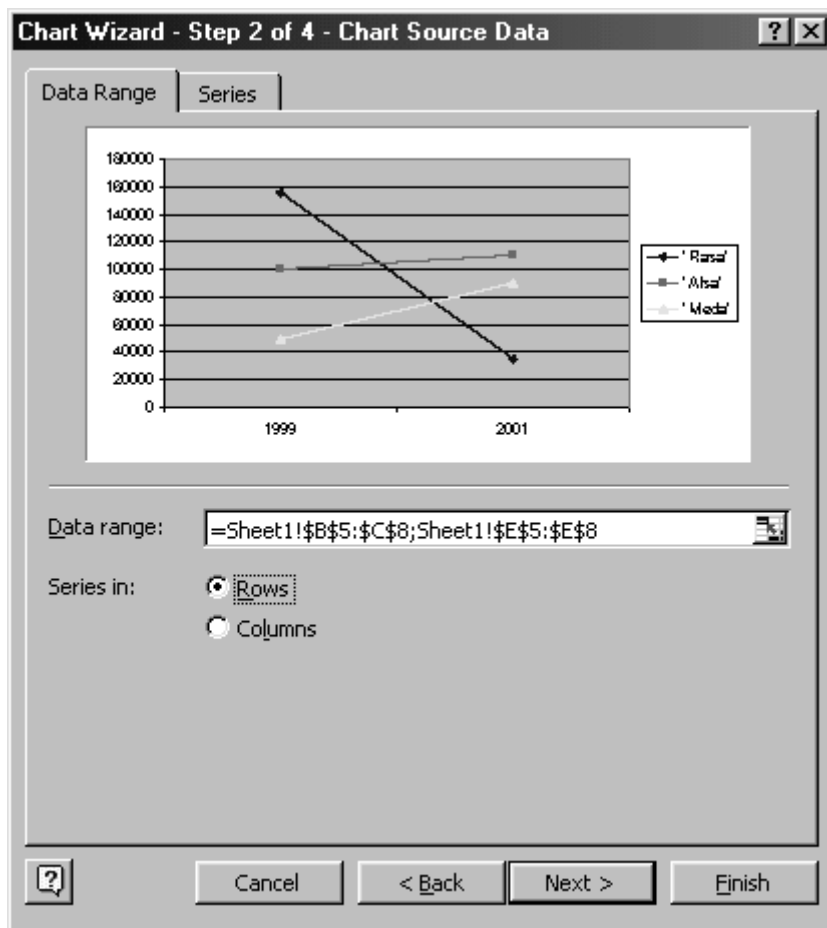 Chart Wizard - Step 2 of 4 - Chart Source Data
Data Range
Series
180000
160000
140000
120000
100000
80000
60000
40000
20000
0
1999
2001
'Rasa'
'Alsa'
'Meda'
Data range:
=Sheet1!$B$5:$C$8;Sheet1!$E$5:$E$8
Series in:
Rows
Columns
Cancel
< Back
Next >
Finish